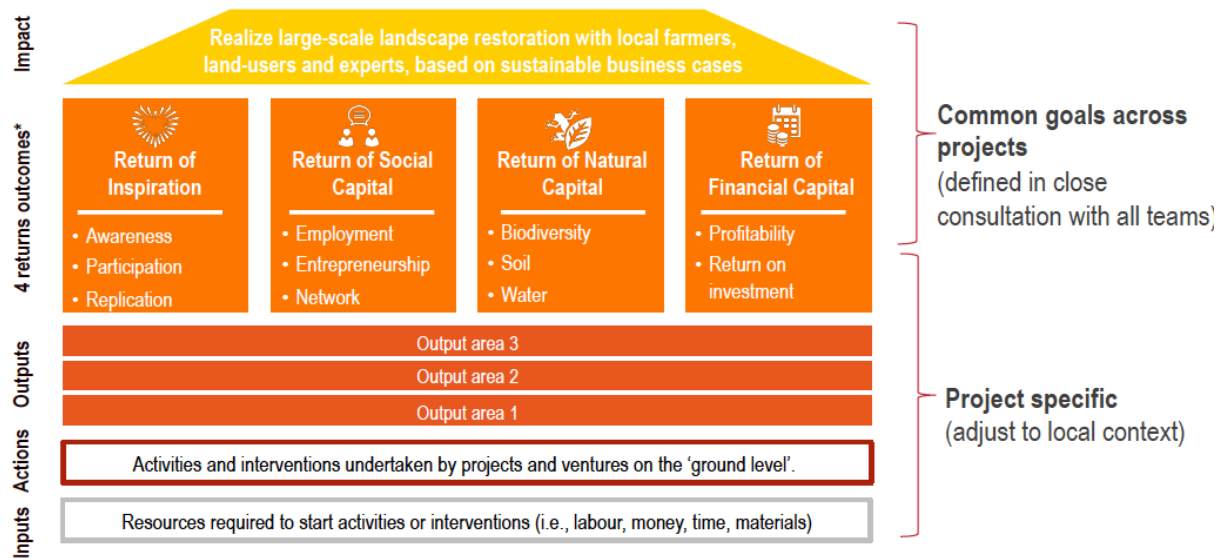 Impact
Realize large-scale landscape restoration with local farmers,
land-users and experts, based on sustainable business cases
4 returns outcomes*
Return of
Inspiration
• Awareness
• Participation
• Replication
Return of Social
Capital
• Employment
• Entrepreneurship
• Network
Return of Natural
Capital
• Biodiversity
• Soil
• Water
Return of
Financial Capital
• Profitability
• Return on
investment
Common goals across
projects
(defined in close
consultation with all teams)
Outputs
Output area 3
Output area 2
Output area 1
Actions
Activities and interventions undertaken by projects and ventures on the ‘ground level’.
Inputs
Resources required to start activities or interventions (i.e., labour, money, time, materials)
Project specific
(adjust to local context)